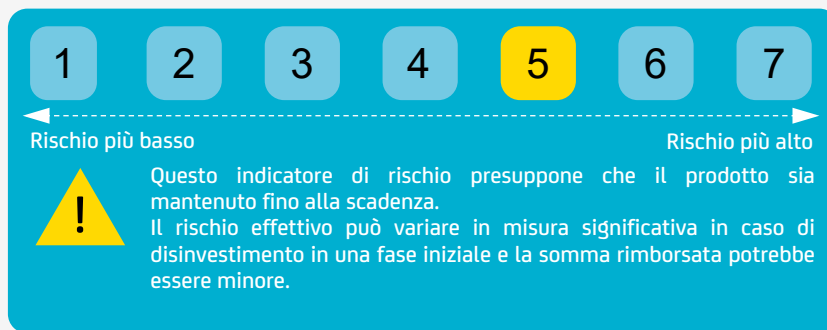 1 2 3 4 5 6 7
Rischio più basso Rischio più alto
Questo indicatore di rischio presuppone che il prodotto sia
mantenuto fino alla scadenza.
Il rischio effettivo può variare in misura significativa in caso di
disinvestimento in una fase iniziale e la somma rimborsata potrebbe
essere minore.
!